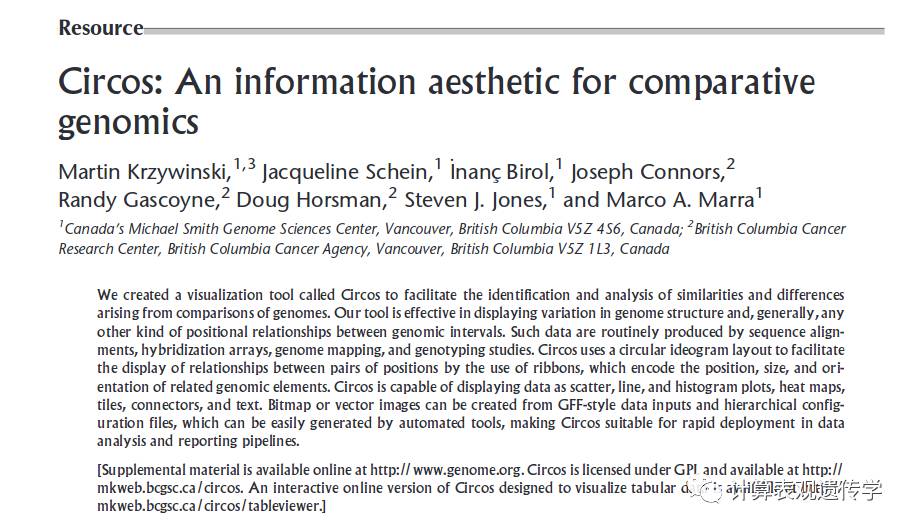 Resource
Circos: An information aesthetic for comparative
genomics
Martin Krzywinski,1,3 Jacqueline Schein,1 İnanç Birol,1 Joseph Connors,2
Randy Gascoyne,2 Doug Horsman,2 Steven J. Jones,1 and Marco A. Marra1
1Canada's Michael Smith Genome Sciences Center, Vancouver, British Columbia V5Z 4S6, Canada; 2British Columbia Cancer
Research Center, British Columbia Cancer Agency, Vancouver, British Columbia V5Z 1L3, Canada
We created a visualization tool called Circos to facilitate the identification and analysis of similarities and differences
arising from comparisons of genomes. Our tool is effective in displaying variation in genome structure and, generally, any
other kind of positional relationships between genomic intervals. Such data are routinely produced by sequence align-
ments, hybridization arrays, genome mapping, and genotyping studies. Circos uses a circular ideogram layout to facilitate
the display of relationships between pairs of positions by the use of ribbons, which encode the position, size, and ori-
entation of related genomic elements. Circos is capable of displaying data as scatter, line, and histogram plots, heat maps,
tiles, connectors, and text. Bitmap or vector images can be created from GFF-style data inputs and hierarchical config-
uration files, which can be easily generated by automated tools, making Circos suitable for rapid deployment in data
analysis and reporting pipelines.
[Supplemental material is available online at http:// www.genome.org. Circos is licensed under GPL and available at http://
mkweb.bcgsc.ca/circos. An interactive online version of Circos designed to visualize tabular
mkweb.bcgsc.ca/circos/tableviewer.]
计算表观遗传学